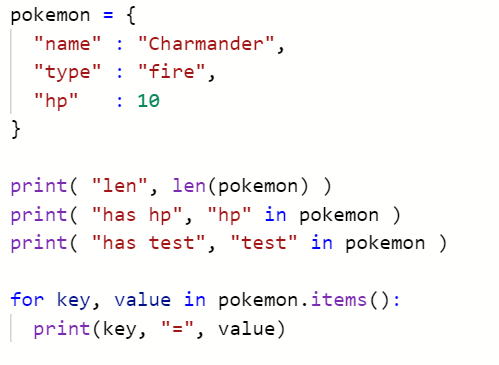 pokemon = {
  "name" : "Charmander",
  "type" : "fire",
  "hp"   : 10
}

print( "len", len(pokemon) )
print( "has hp", "hp" in pokemon )
print( "has test", "test" in pokemon )

for key, value in pokemon.items():
  print(key, "=", value)